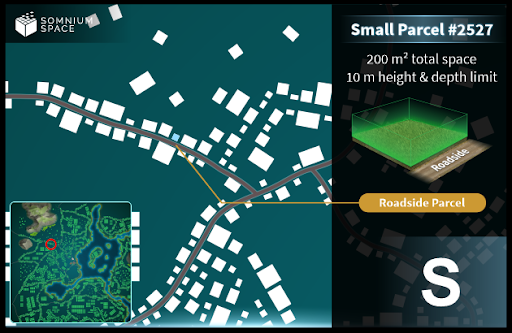 SOMNIUM
SPACE
Small Parcel #2527
200 m² total space
10 m height & depth limit
Roadside
Roadside Parcel
S